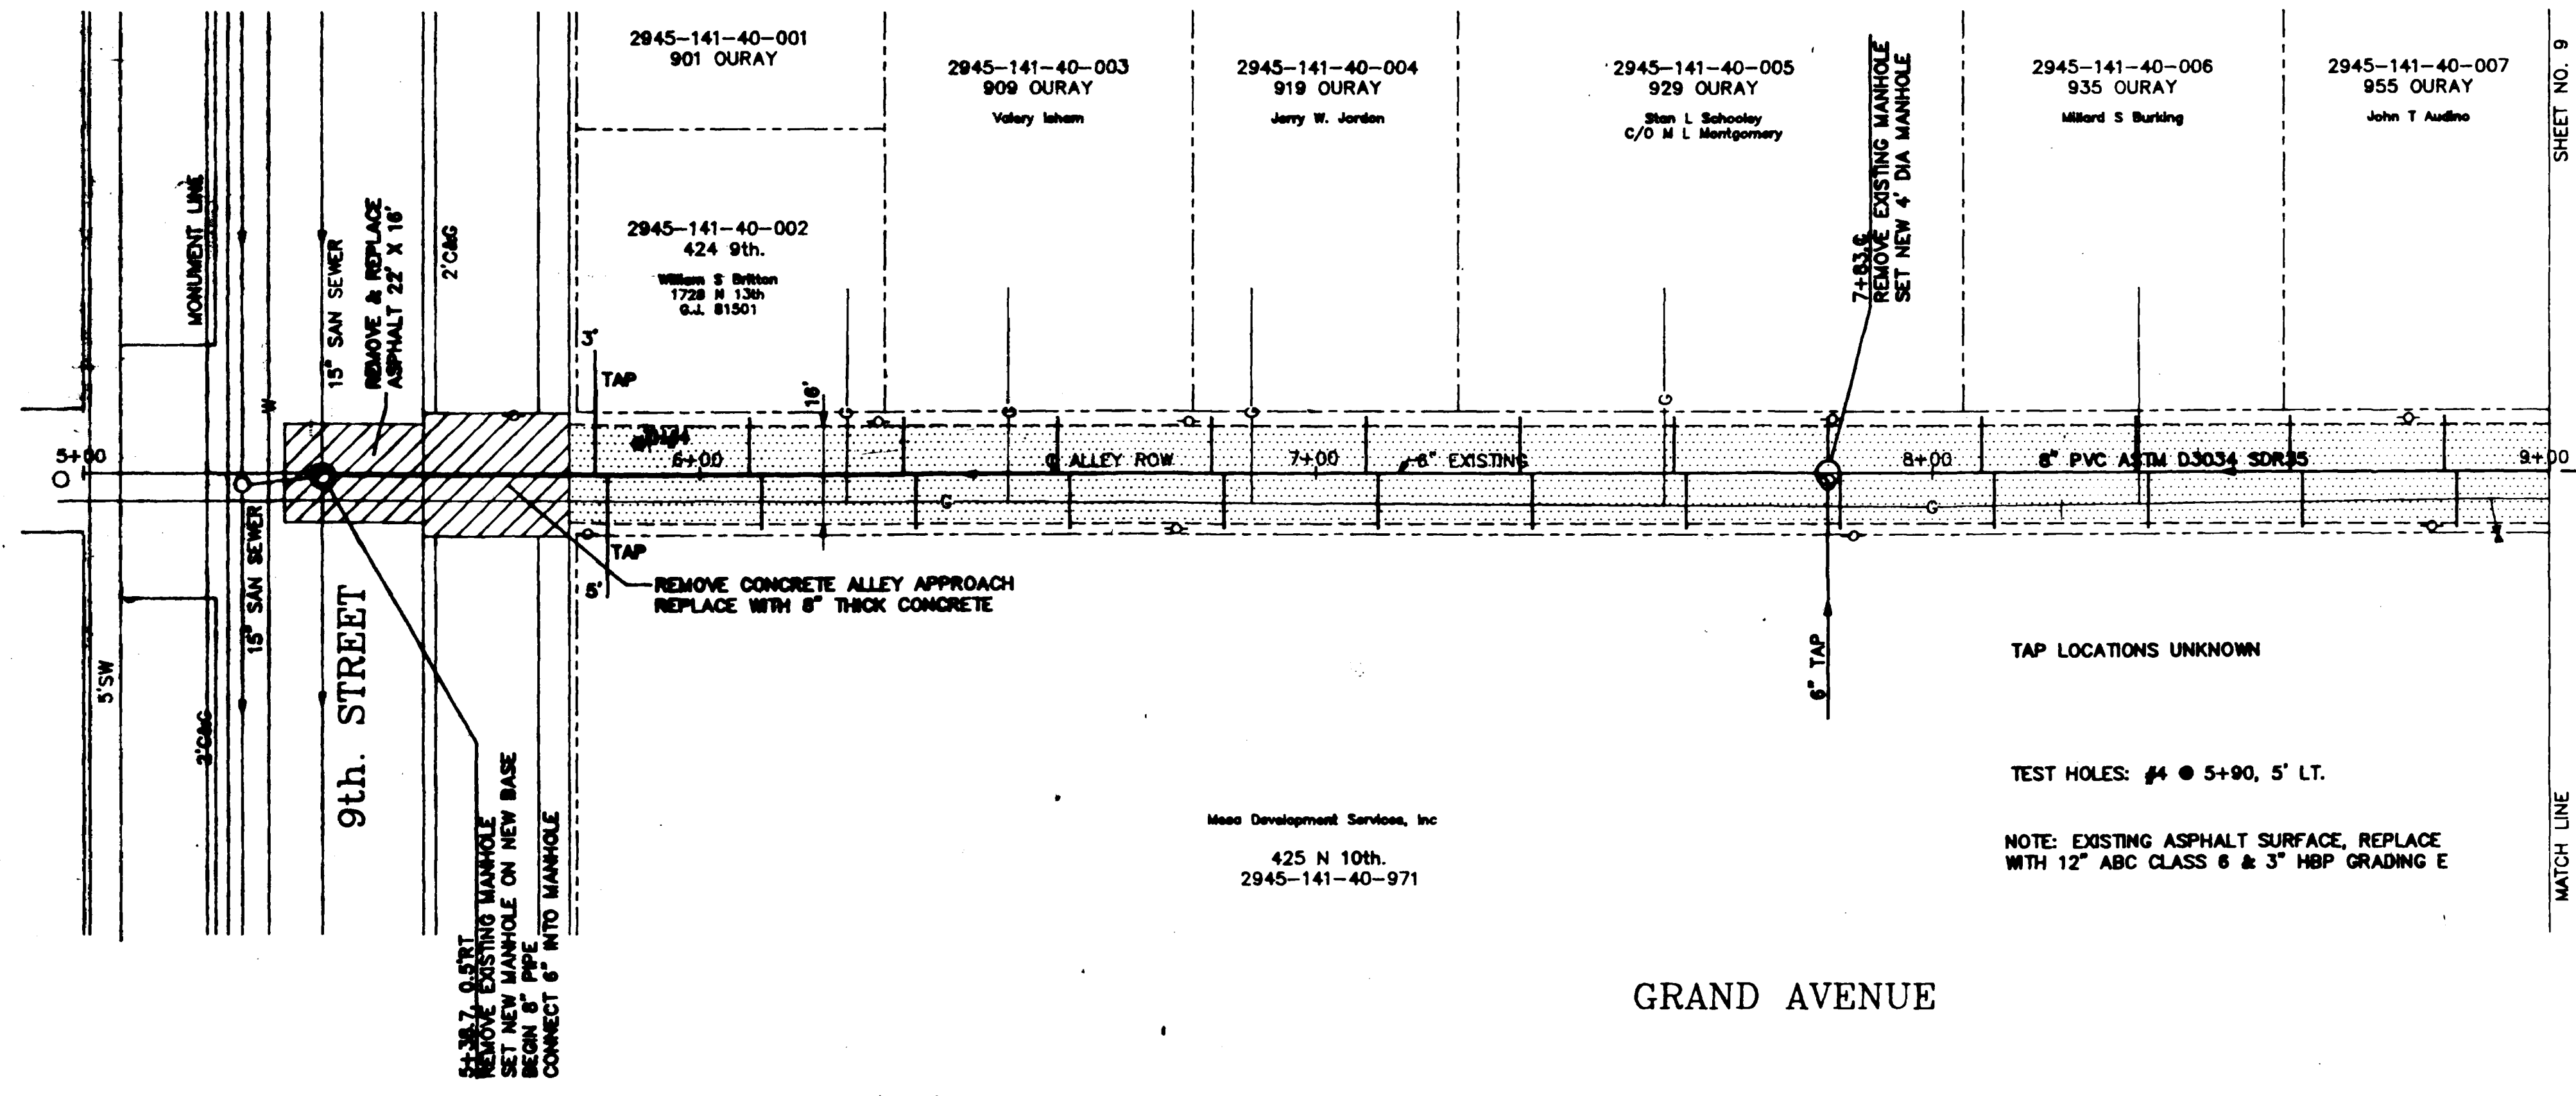 2945-141-40-001
901 OURAY
2945-141-40-003
909 OURAY
Valery Isham
2945-141-40-004
919 OURAY
Jerry W. Jordon
2945-141-40-005
929 OURAY
Stan L Schooley
C/O M L Montgomery
2945-141-40-006
935 OURAY
Millard S Burking
2945-141-40-007
955 OURAY
John T Audino
SHEET NO. 9
7+83.6
REMOVE EXISTING MANHOLE
SET NEW 4' DIA MANHOLE
MONUMENT LINE
15" SAN SEWER
REMOVE & REPLACE
ASPHALT 22' X 16'
2'C&G
2945-141-40-002
424 9th.
William S Britton
1728 N 13th
G.J. 81501
3'
TAP
16'
W
G
G
G
G
5+00
6+00
℄ ALLEY ROW
7+00
6" EXISTING
8+00
8" PVC ASTM D3034 SDR35
9+00
G
G
TAP
5'
REMOVE CONCRETE ALLEY APPROACH
REPLACE WITH 8" THICK CONCRETE
15" SAN SEWER
9th. STREET
5'SW
2'C&G
6" TAP
TAP LOCATIONS UNKNOWN
TEST HOLES: #4 @ 5+90, 5' LT.
NOTE: EXISTING ASPHALT SURFACE, REPLACE
WITH 12" ABC CLASS 6 & 3" HBP GRADING E
MATCH LINE
Mesa Development Services, Inc
425 N 10th.
2945-141-40-971
5+38.7, 0.5'RT
REMOVE EXISTING MANHOLE
SET NEW MANHOLE ON NEW BASE
BEGIN 8" PIPE
CONNECT 6" INTO MANHOLE
GRAND AVENUE